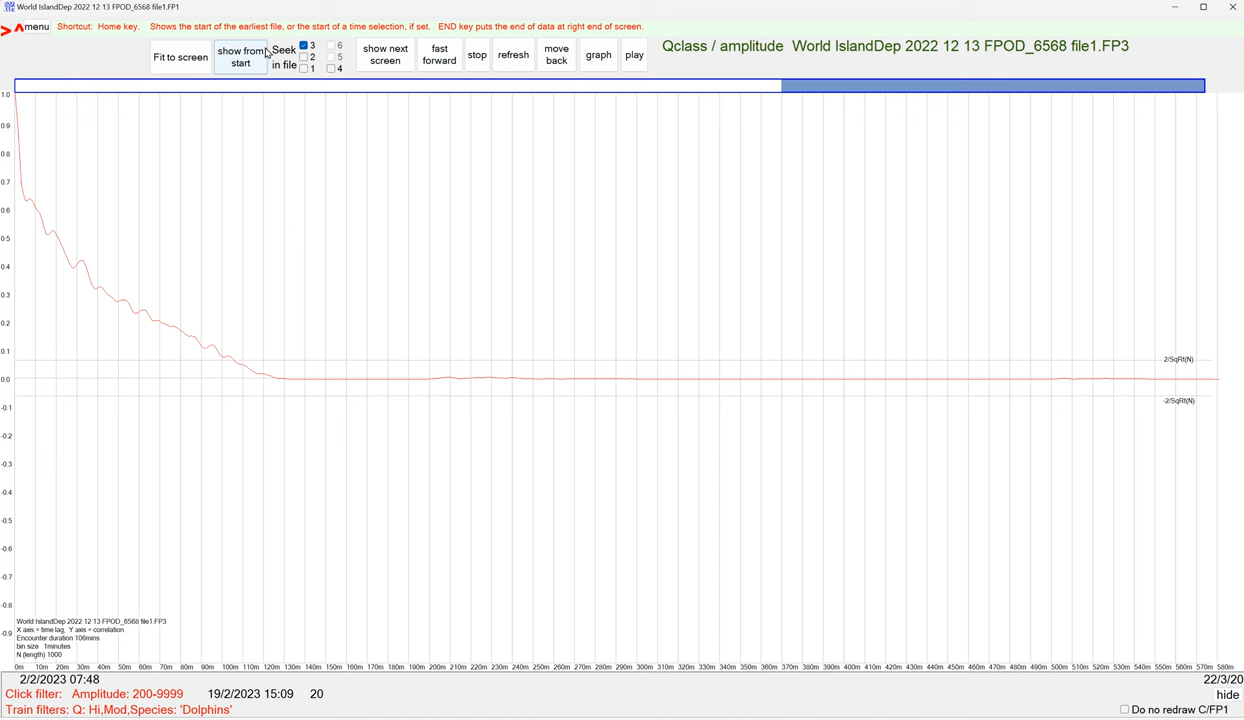 World IslandDep 2022 12 13 FPOD_6568 file1.FP1
menu Shortcut: Home key. Shows the start of the earliest file, or the start of a time selection, if set. END key puts the end of data at right end of screen.
Fit to screen
show from start
Seek in file
3 6
2 5
1 4
show next screen
fast forward
stop
refresh
move back
graph
play
Qclass / amplitude World IslandDep 2022 12 13 FPOD_6568 file1.FP3
1.0
0.9
0.8
0.7
0.6
0.5
0.4
0.3
0.2
0.1
0.0
-0.1
-0.2
-0.3
-0.4
-0.5
-0.6
-0.7
-0.8
-0.9
2/SqRt(N)
-2/SqRt(N)
World IslandDep 2022 12 13 FPOD_6568 file1.FP3
X axis = time lag, Y axis = correlation
Encounter duration 106mins
bin size 1minutes
N (length) 1000
0m 10m 20m 30m 40m 50m 60m 70m 80m 90m 100m 110m 120m 130m 140m 150m 160m 170m 180m 190m 200m 210m 220m 230m 240m 250m 260m 270m 280m 290m 300m 310m 320m 330m 340m 350m 360m 370m 380m 390m 400m 410m 420m 430m 440m 450m 460m 470m 480m 490m 500m 510m 520m 530m 540m 550m 560m 570m 580m
2/2/2023 07:48 22/3/20
Click filter: Amplitude: 200-9999 19/2/2023 15:09 20 hide
Train filters: Q: Hi,Mod,Species: 'Dolphins' Do no redraw C/FP1